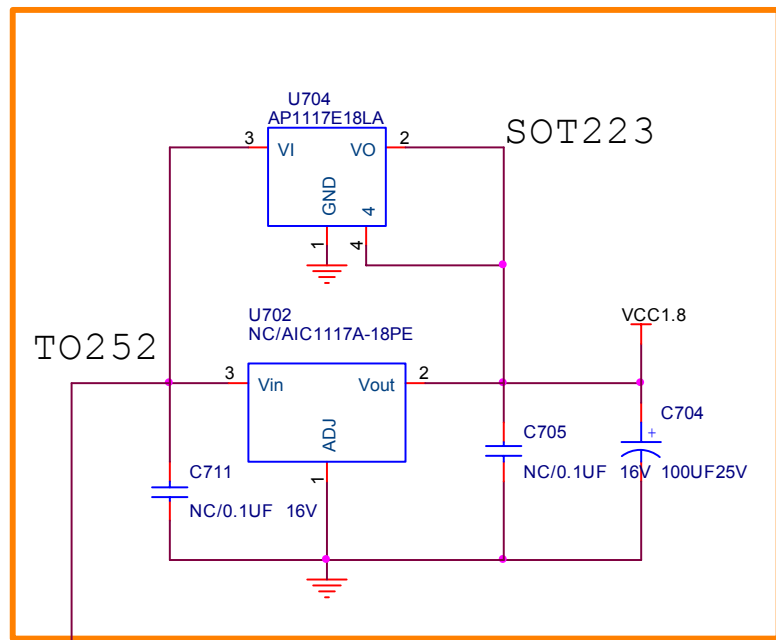 U704
AP1117E18LA
SOT223
3
VI
VO
2
GND
4
1
4
U702
NC/AIC1117A-18PE
VCC1.8
TO252
3
Vin
Vout
2
ADJ
1
C711
NC/0.1UF 16V
C705
NC/0.1UF 16V
C704
+
100UF25V